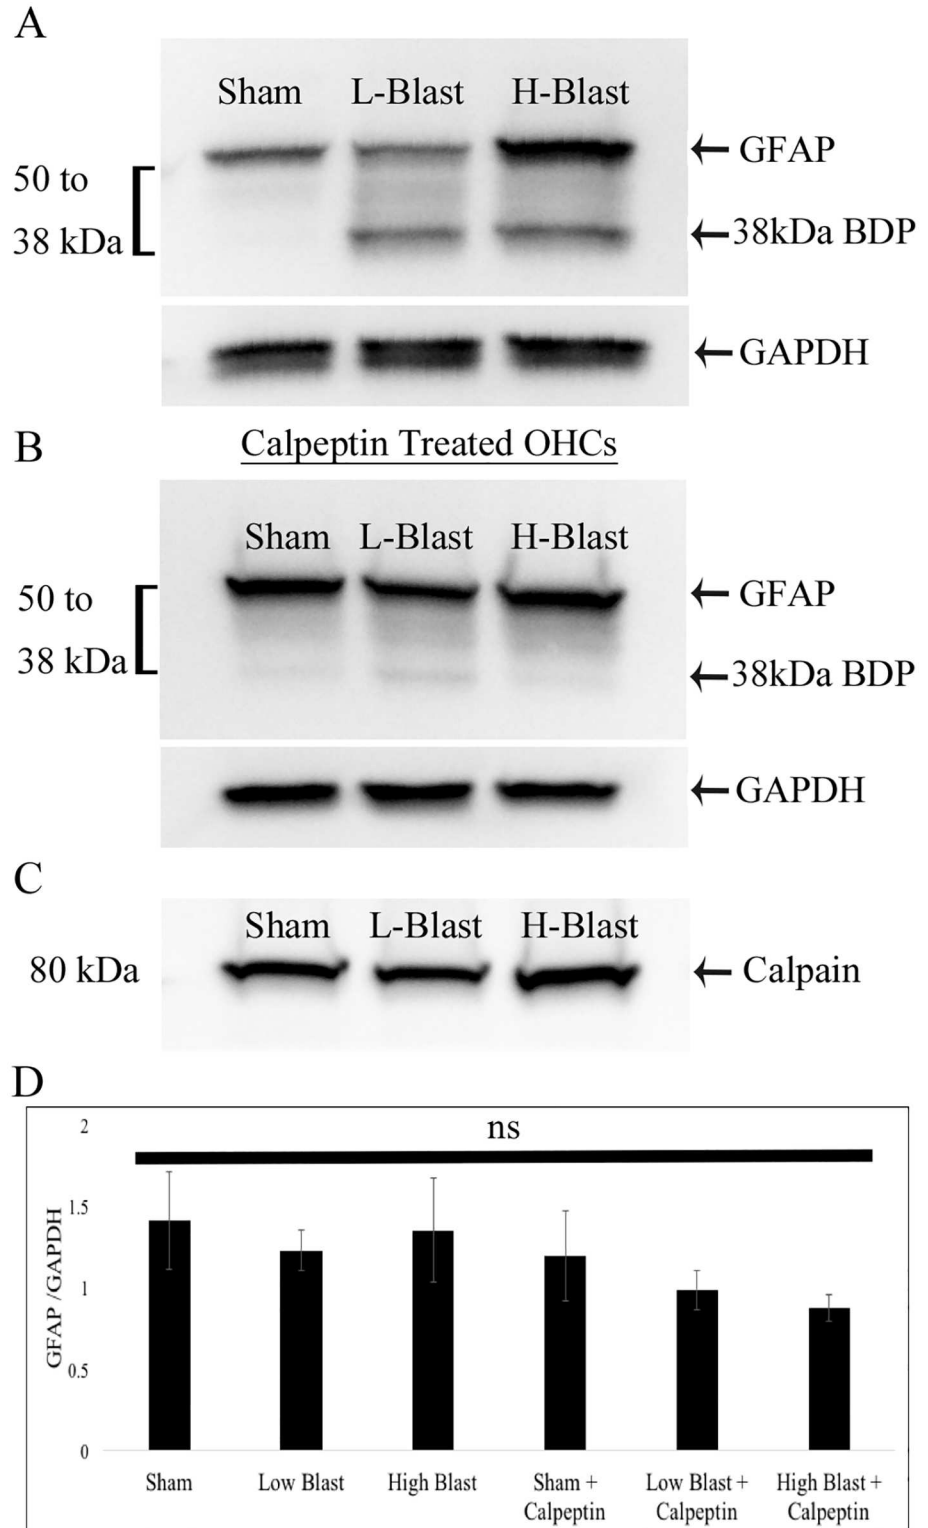 A
Sham L-Blast H-Blast
← GFAP
50 to
38 kDa
←38kDa BDP
← GAPDH
B
Calpeptin Treated OHCs
Sham L-Blast H-Blast
← GFAP
50 to
38 kDa
←38kDa BDP
← GAPDH
C
Sham L-Blast H-Blast
80 kDa ← Calpain
D
ns
GFAP /GAPDH
2
1.5
1
0.5
0
Sham Low Blast High Blast Sham + Low Blast + High Blast +
Calpeptin Calpeptin Calpeptin